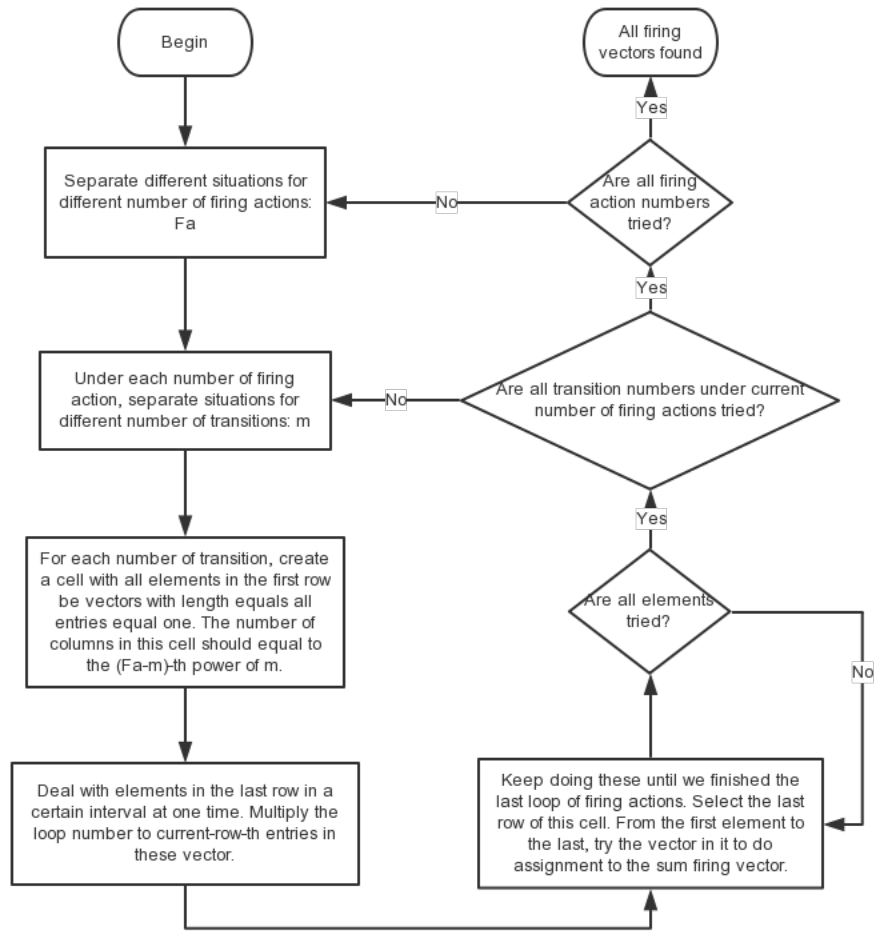 Begin
Separate different situations for
different number of firing actions:
Fa
Under each number of firing
action, separate situations for
different number of transitions: m
For each number of transition, create
a cell with all elements in the first row
be vectors with length equals all
entries equal one. The number of
columns in this cell should equal to
the (Fa-m)-th power of m.
Deal with elements in the last row in a
certain interval at one time. Multiply the
loop number to current-row-th entries in
these vector.
Keep doing these until we finished the
last loop of firing actions. Select the last
row of this cell. From the first element to
the last, try the vector in it to do
assignment to the sum firing vector.
Are all elements
tried?
No
Yes
Are all transition numbers under current
number of firing actions tried?
No
Yes
Are all firing
action numbers
tried?
No
Yes
All firing
vectors found